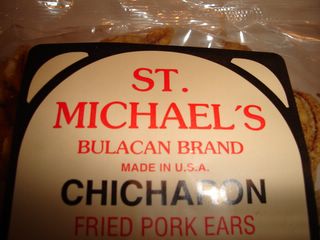 ST.
MICHAEL'S
BULACAN BRAND
MADE IN U.S.A.
CHICHARON
FRIED PORK EARS